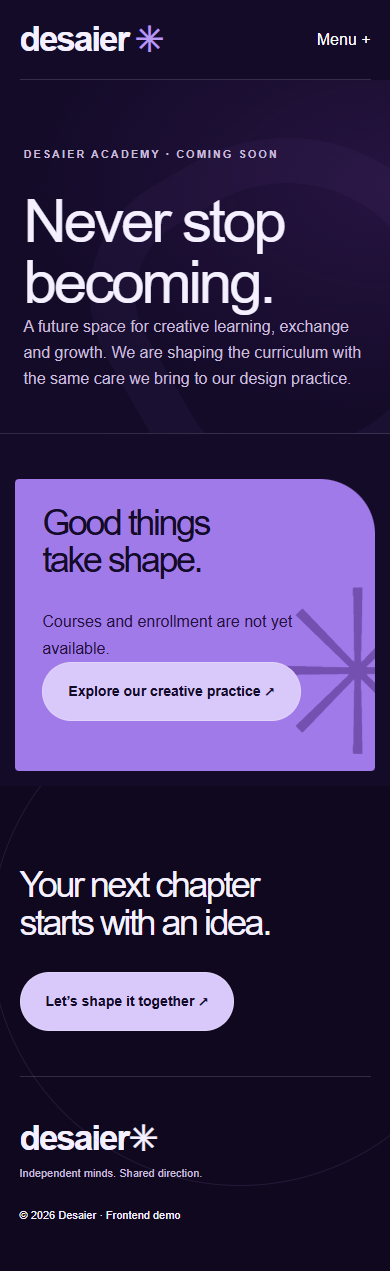 desaier ✳
Menu +
DESAIER ACADEMY · COMING SOON
Never stop
becoming.
A future space for creative learning, exchange
and growth. We are shaping the curriculum with
the same care we bring to our design practice.
Good things
take shape.
Courses and enrollment are not yet
available.
Explore our creative practice ↗
Your next chapter
starts with an idea.
Let’s shape it together ↗
desaier✳
Independent minds. Shared direction.
© 2026 Desaier · Frontend demo